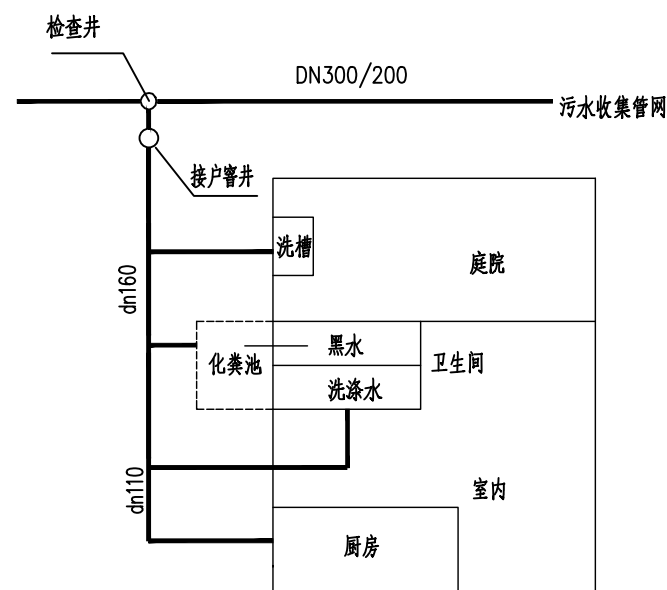 检查井
DN300/200
污水收集管网
接户窨井
洗槽
庭院
dn160
化粪池
黑水
卫生间
洗涤水
dn110
室内
厨房